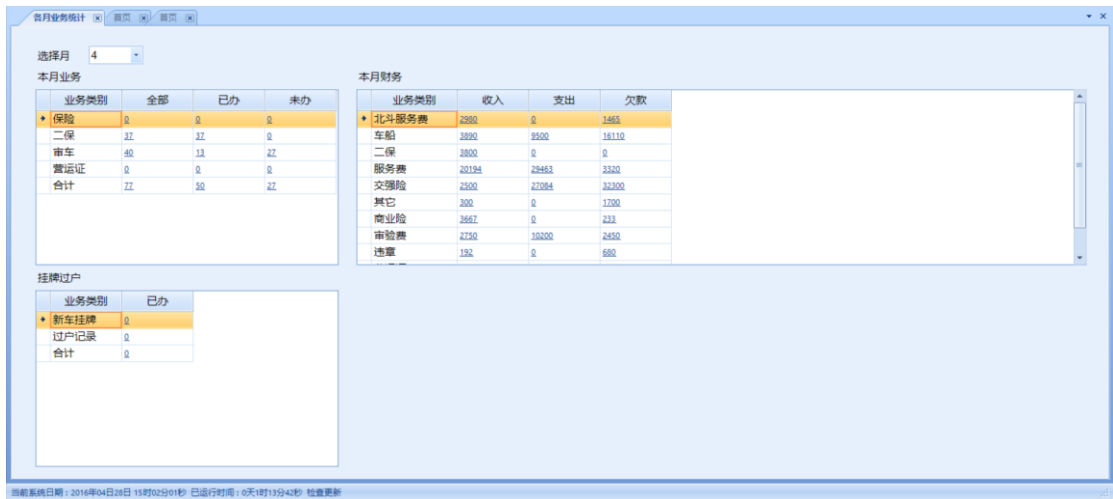 各月业务统计 首页 首页
选择月 4
本月业务
业务类别 全部 已办 未办
保险 0 0 0
二保 37 37 0
审车 40 13 27
营运证 0 0 0
合计 77 50 27
本月财务
业务类别 收入 支出 欠款
北斗服务费 2980 0 1465
车船 3890 9500 16110
二保 3800 0 0
服务费 20194 29463 3320
交强险 2500 27084 32300
其它 300 0 1700
商业险 3667 0 233
审验费 2750 10200 2450
违章 192 0 680
挂牌过户
业务类别 已办
新车挂牌 0
过户记录 0
合计 0
当前系统日期：2016年04月28日 15时02分01秒 已运行时间：0天1时13分42秒 检查更新